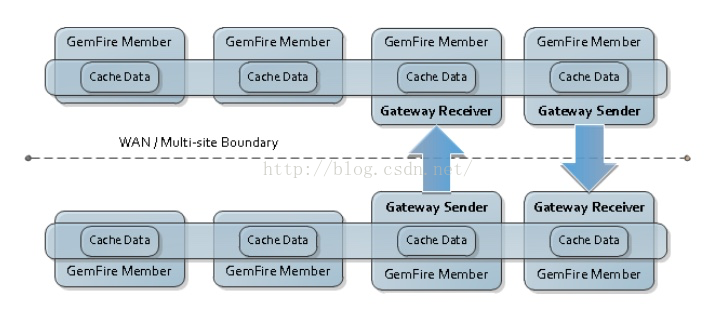 GemFire Member GemFire Member GemFire Member GemFire Member
Cache Data Cache Data Cache Data Cache Data
Gateway Receiver Gateway Sender
WAN / Multi-site Boundary
http://blog.csdn.net/
Gateway Sender Gateway Receiver
Cache Data Cache Data Cache Data Cache Data
GemFire Member GemFire Member GemFire Member GemFire Member